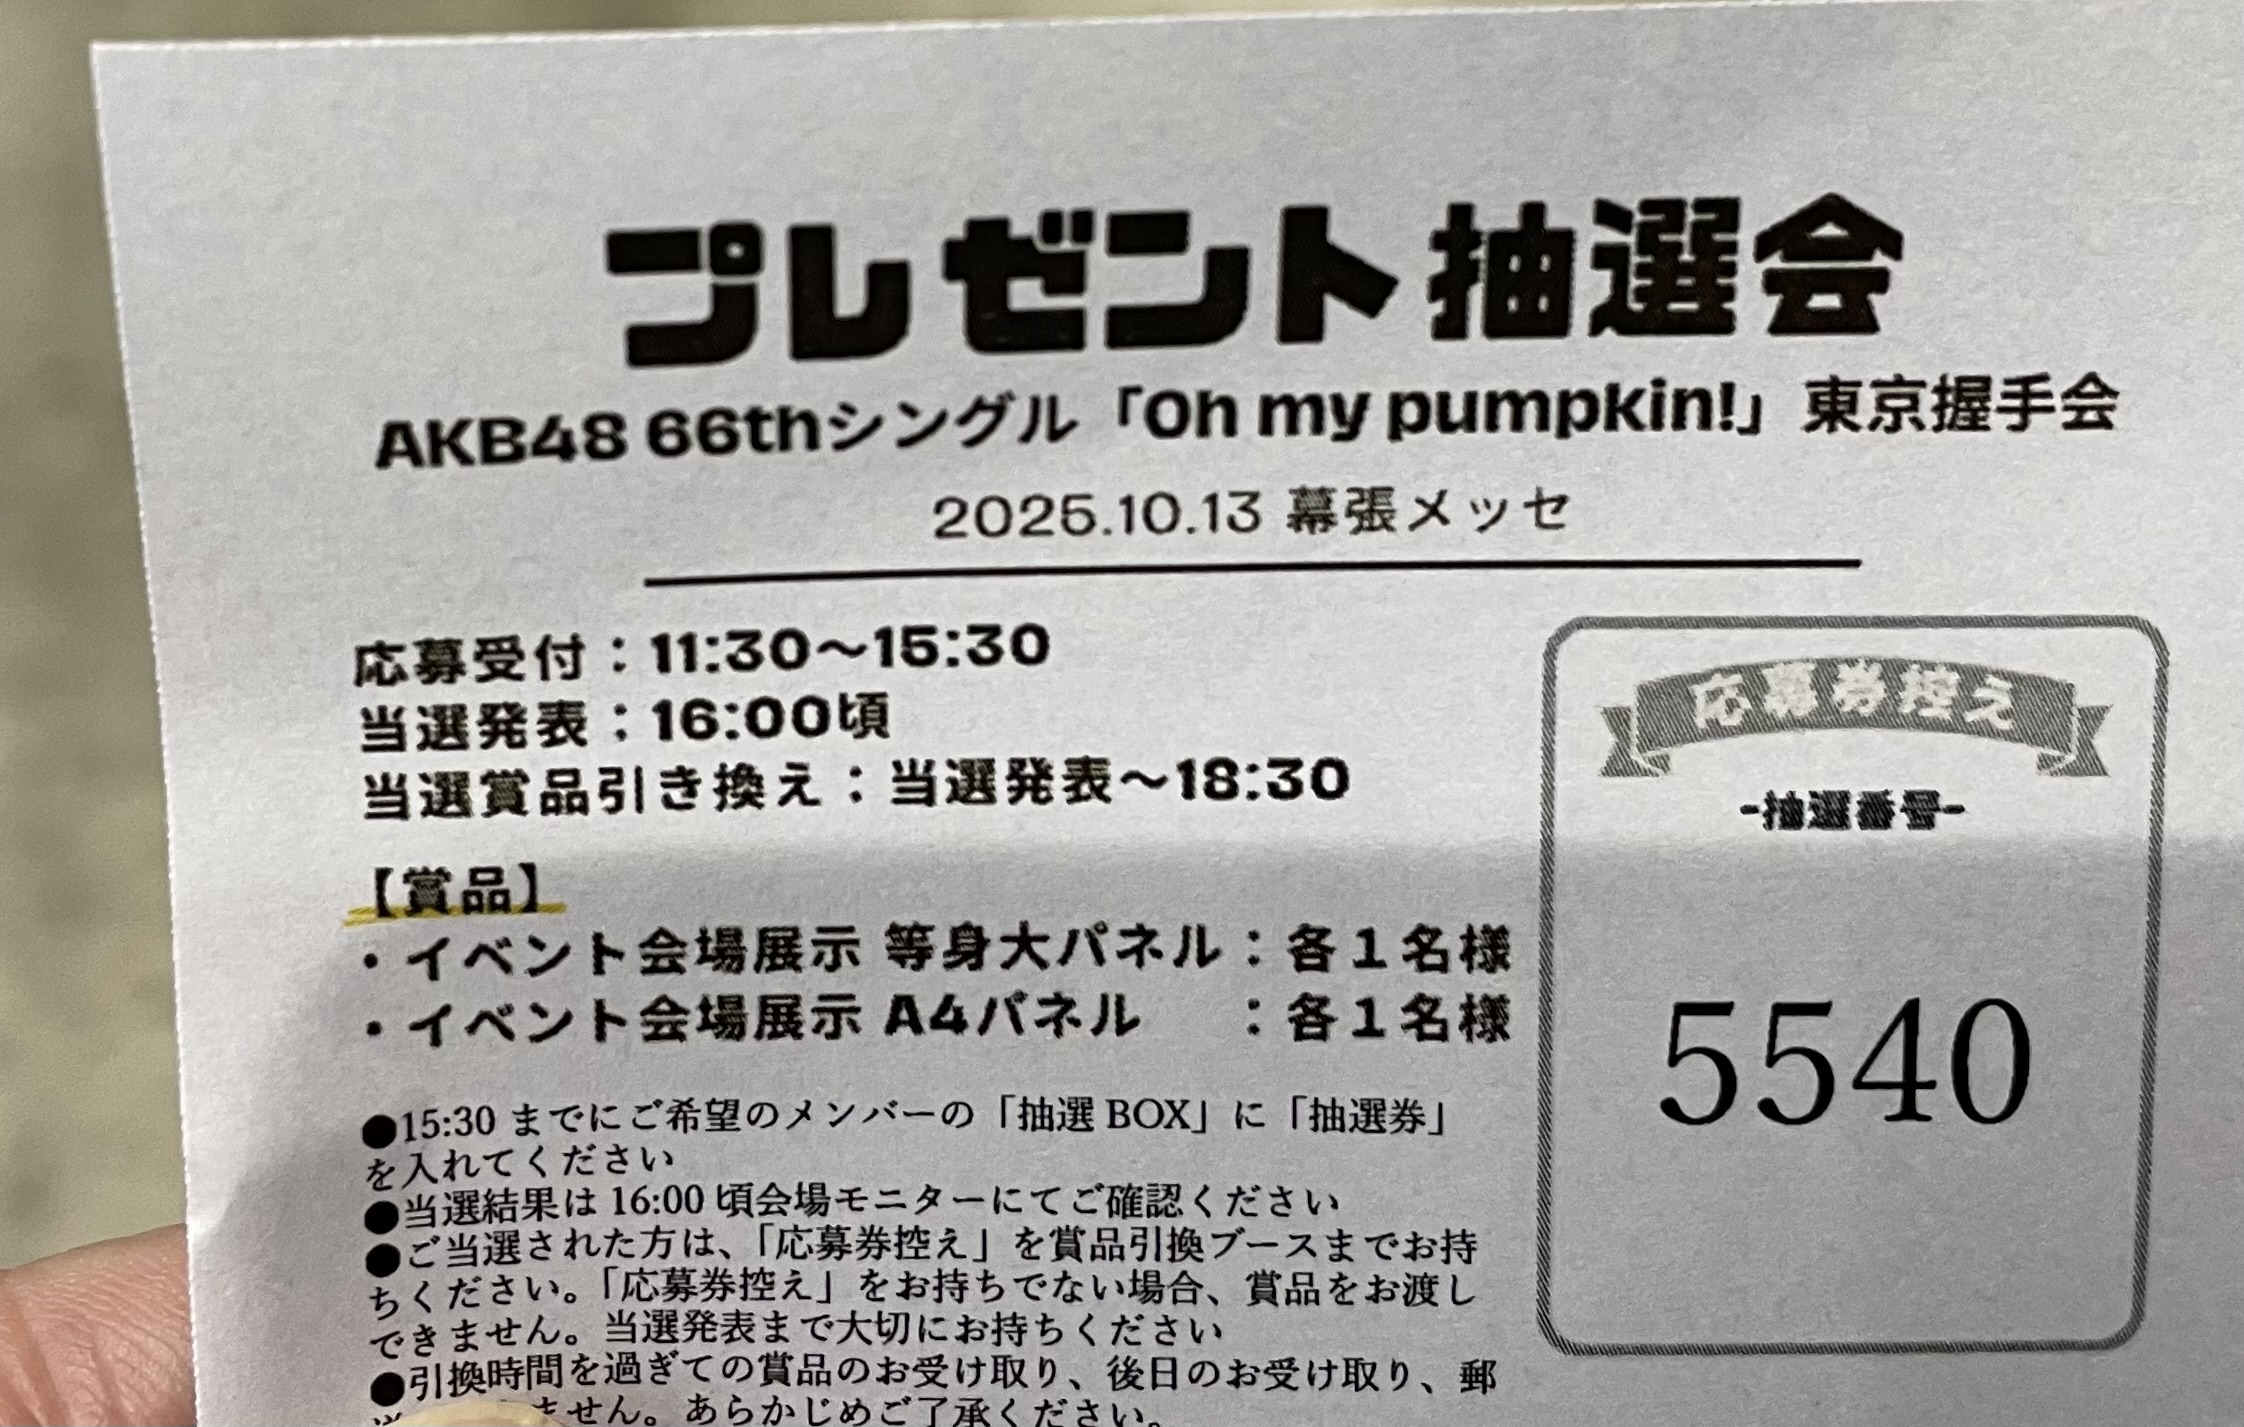 プレゼント抽選会
AKB48 66thシングル「Oh my pumpkin!」東京握手会
2025.10.13 幕張メッセ
応募受付：11:30～15:30
当選発表：16:00頃
当選賞品引き換え：当選発表～18:30
【賞品】
・イベント会場展示 等身大パネル：各１名様
・イベント会場展示 A4パネル　：各１名様
●15:30 までにご希望のメンバーの「抽選 BOX」に「抽選券」
を入れてください
●当選結果は 16:00 頃会場モニターにてご確認ください
●ご当選された方は、「応募券控え」を賞品引換ブースまでお持
ちください。「応募券控え」をお持ちでない場合、賞品をお渡し
できません。当選発表まで大切にお持ちください
●引換時間を過ぎての賞品のお受け取り、後日のお受け取り、郵
ません。あらかじめご了承ください。
応募券控え
-抽選番号-
5540